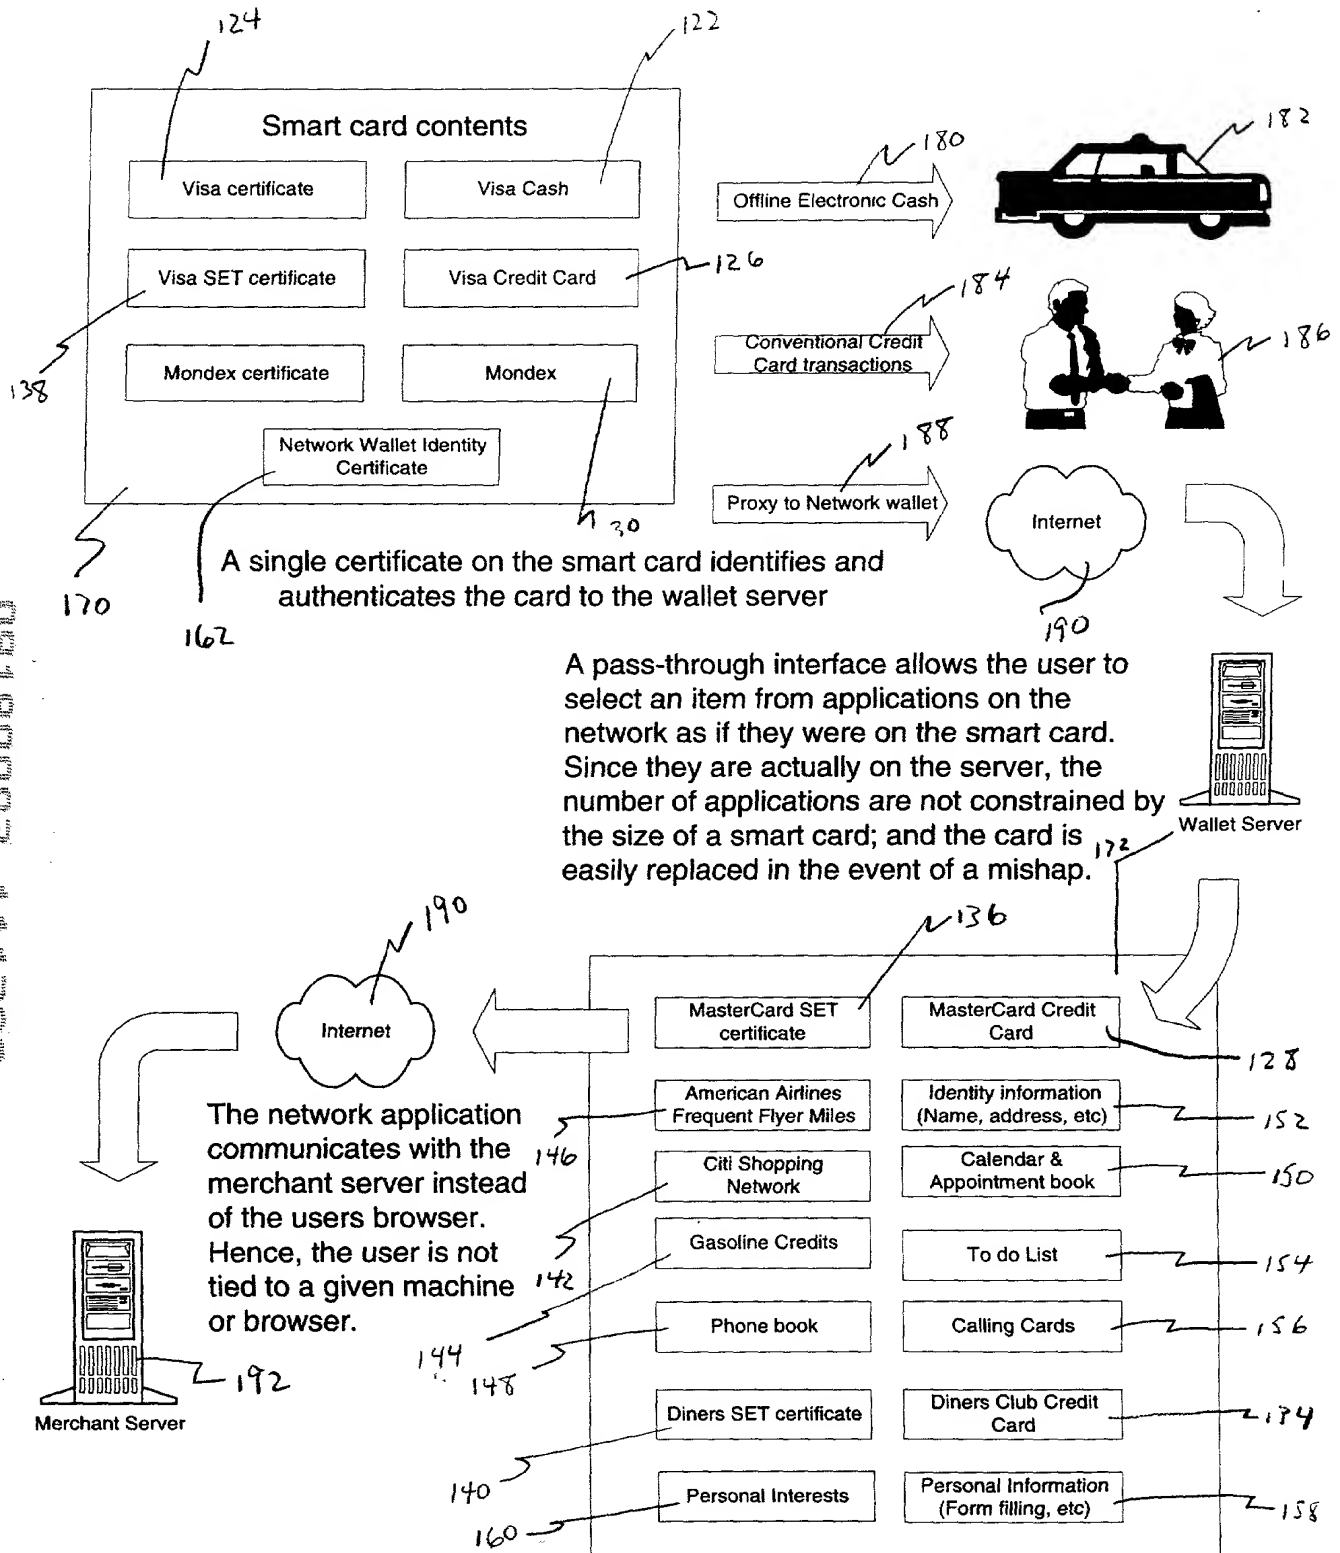 124
122
Smart card contents
Visa certificate
Visa Cash
180
182
Offline Electronic Cash
Visa SET certificate
Visa Credit Card
126
184
138
Mondex certificate
Mondex
Conventional Credit
Card transactions
186
Network Wallet Identity
Certificate
188
Proxy to Network wallet
Internet
30
170
162
A single certificate on the smart card identifies and
authenticates the card to the wallet server
190
A pass-through interface allows the user to
select an item from applications on the
network as if they were on the smart card.
Since they are actually on the server, the
number of applications are not constrained by
the size of a smart card; and the card is
easily replaced in the event of a mishap.
Wallet Server
172
190
136
Internet
MasterCard SET
certificate
MasterCard Credit
Card
128
The network application
communicates with the
merchant server instead
of the users browser.
Hence, the user is not
tied to a given machine
or browser.
American Airlines
Frequent Flyer Miles
146
Identity information
(Name, address, etc)
152
Citi Shopping
Network
142
Calendar &
Appointment book
150
Gasoline Credits
144
To do List
154
Phone book
148
Calling Cards
156
192
Merchant Server
Diners SET certificate
140
Diners Club Credit
Card
134
Personal Interests
160
Personal Information
(Form filling, etc)
158